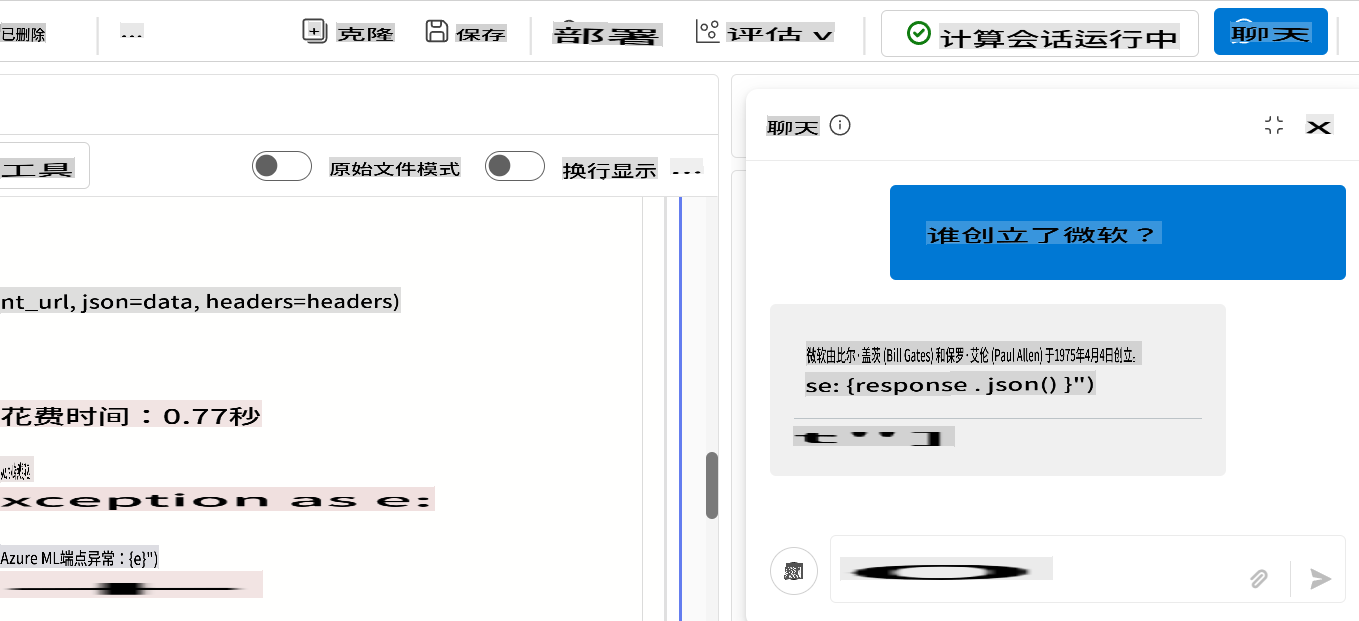 已删除
...
克隆
保存
部署
评估
计算会话运行中
聊天
工具
原始文件模式
换行显示
...
nt_url, json=data, headers=headers)
花费时间：0.77秒
xception as e:
Azure ML端点异常：{e}")
聊天
谁创立了微软？
微软由比尔·盖茨 (Bill Gates) 和保罗·艾伦 (Paul Allen) 于1975年4月4日创立。
se: {response . json() }")